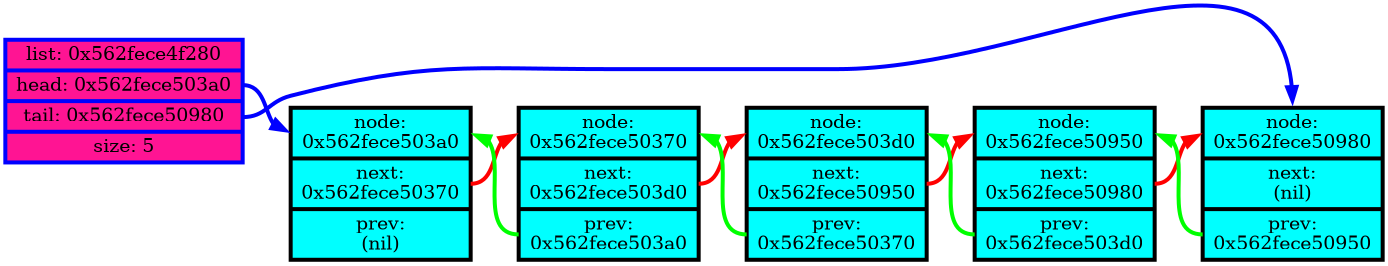 list: 0x562fece4f280
head: 0x562fece503a0
tail: 0x562fece50980
size: 5
node:
0x562fece503a0
next:
0x562fece50370
prev:
(nil)
node:
0x562fece50370
next:
0x562fece503d0
prev:
0x562fece503a0
node:
0x562fece503d0
next:
0x562fece50950
prev:
0x562fece50370
node:
0x562fece50950
next:
0x562fece50980
prev:
0x562fece503d0
node:
0x562fece50980
next:
(nil)
prev:
0x562fece50950